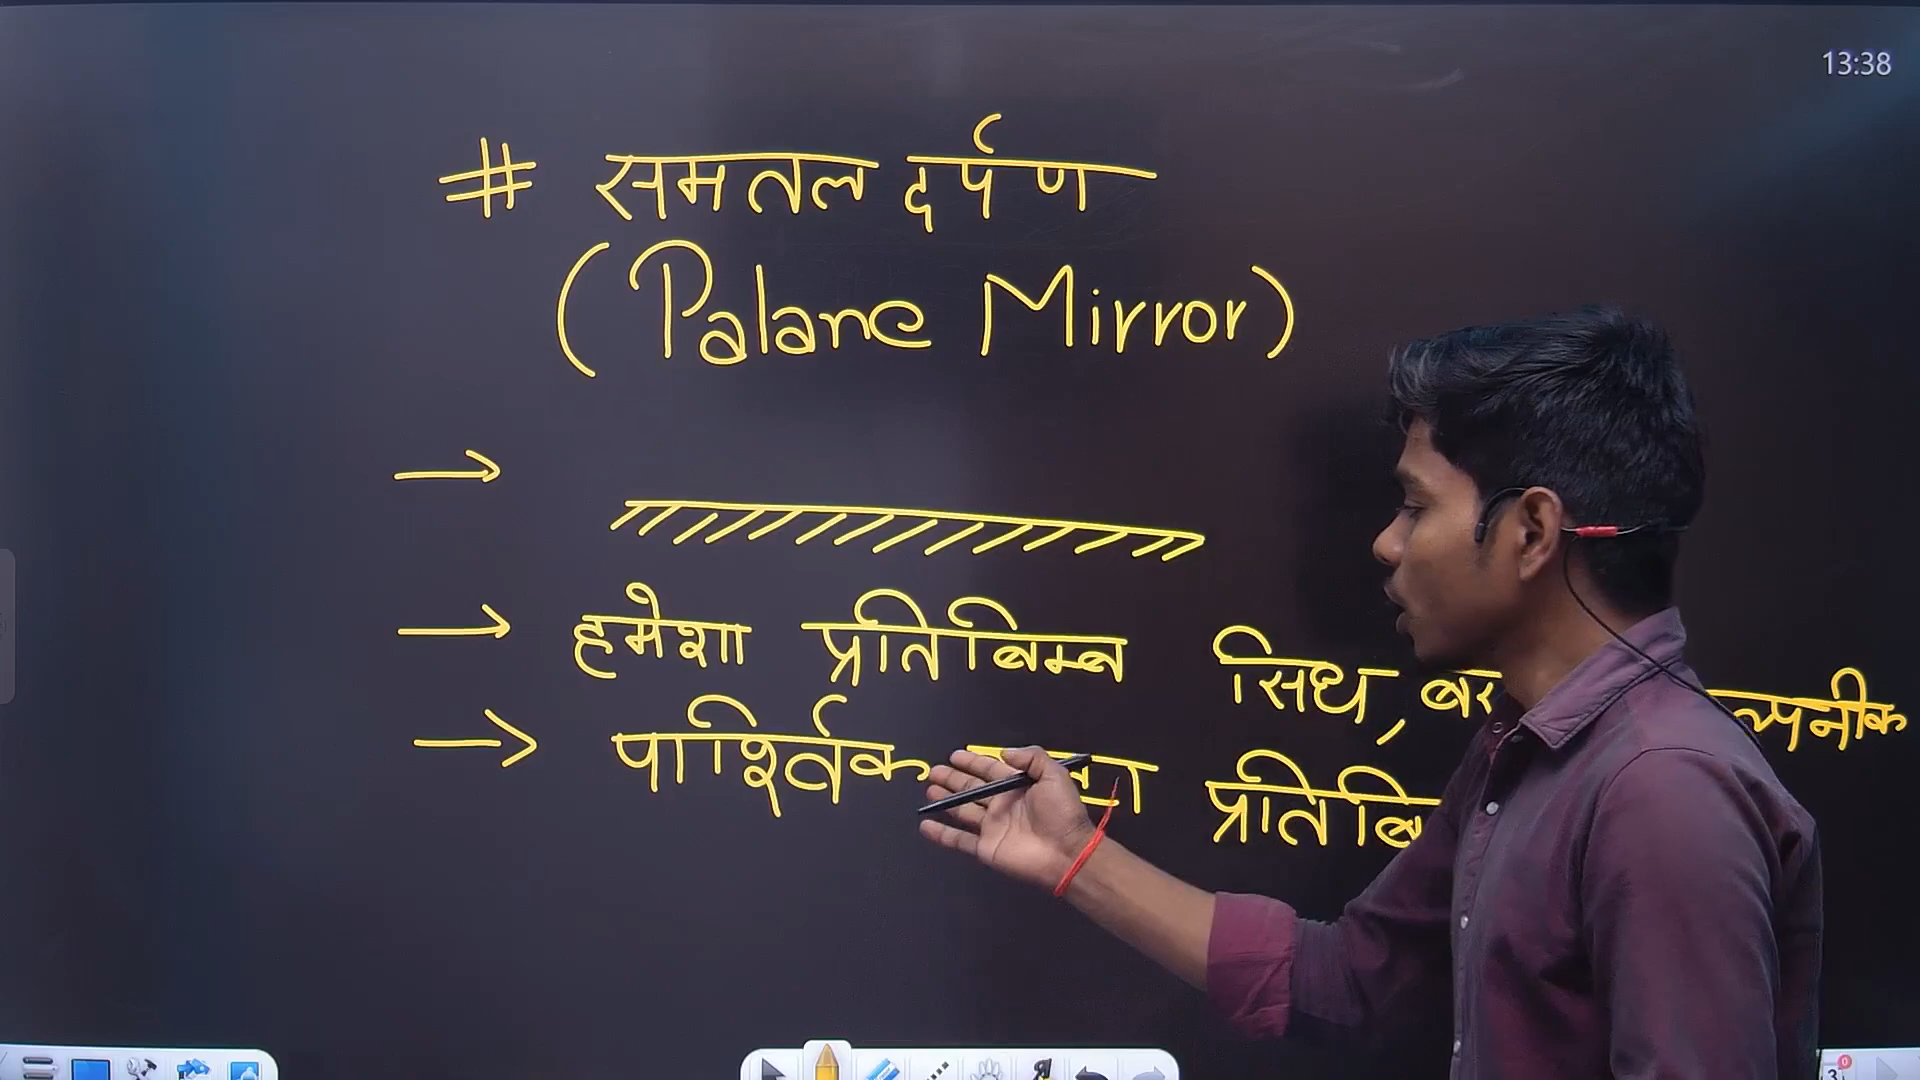 13:38
# समतल दर्पण
(Palane Mirror)
→
→ हमेशा प्रतिबिम्ब सिध,
→ पार्श्विक प्रतिबि